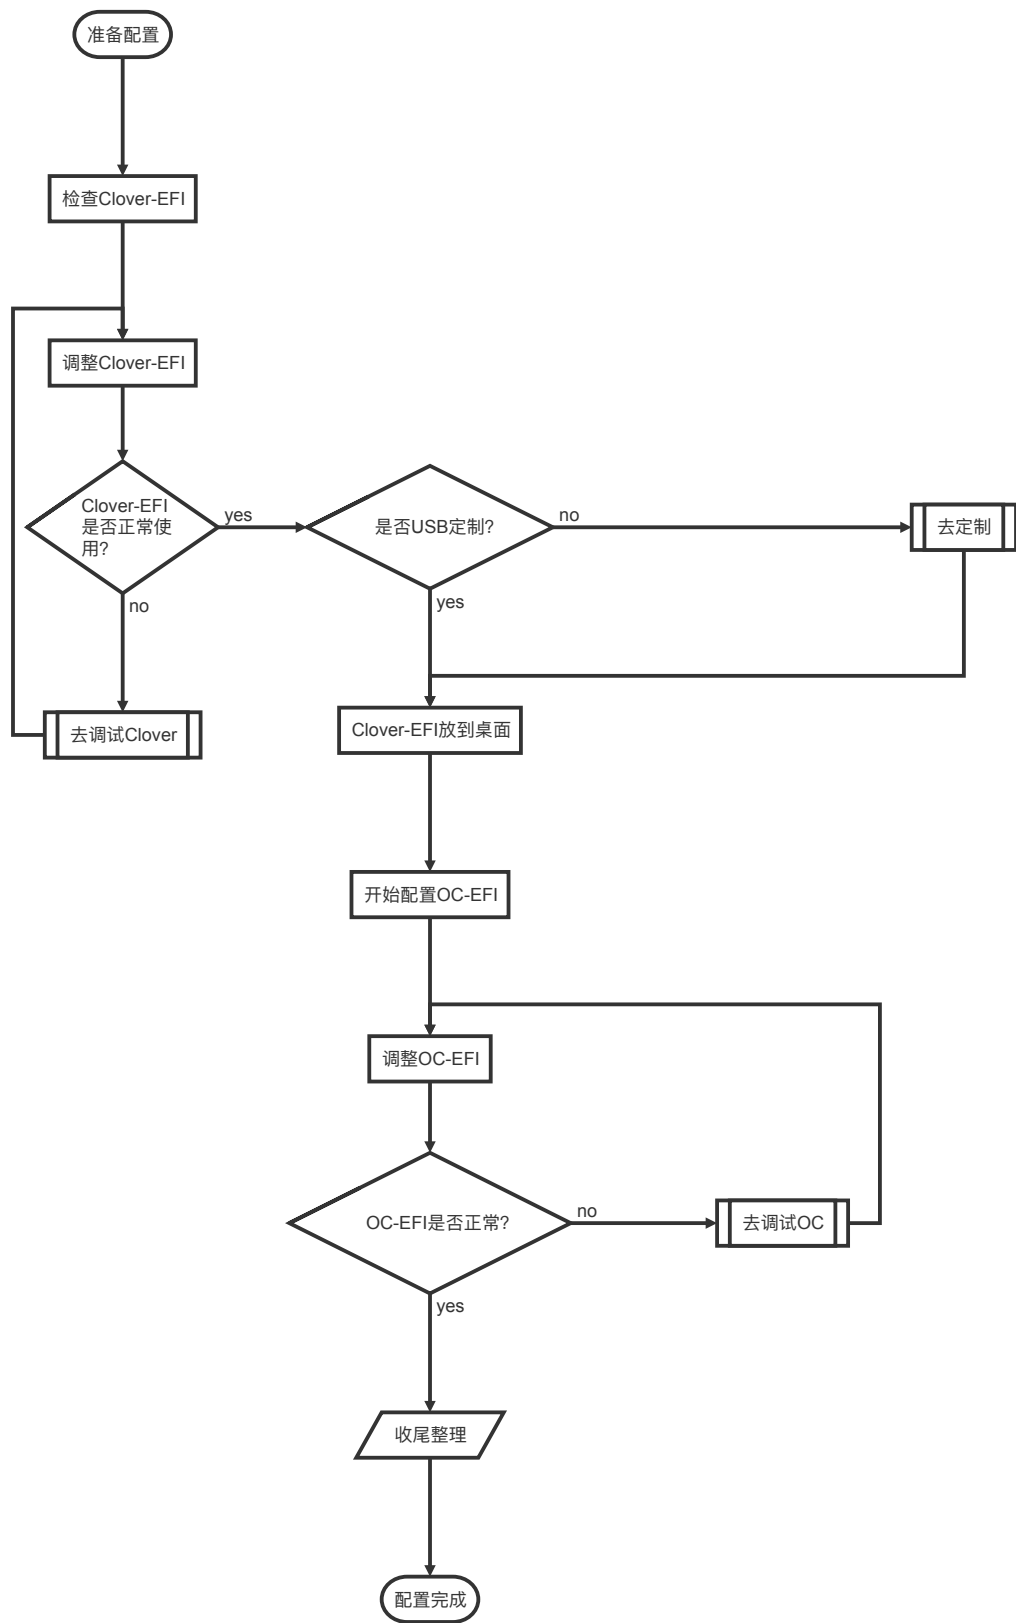 准备配置
检查Clover-EFI
调整Clover-EFI
Clover-EFI
是否正常使
用?
yes
是否USB定制?
no
去定制
no
yes
去调试Clover
Clover-EFI放到桌面
开始配置OC-EFI
调整OC-EFI
OC-EFI是否正常?
no
去调试OC
yes
收尾整理
配置完成